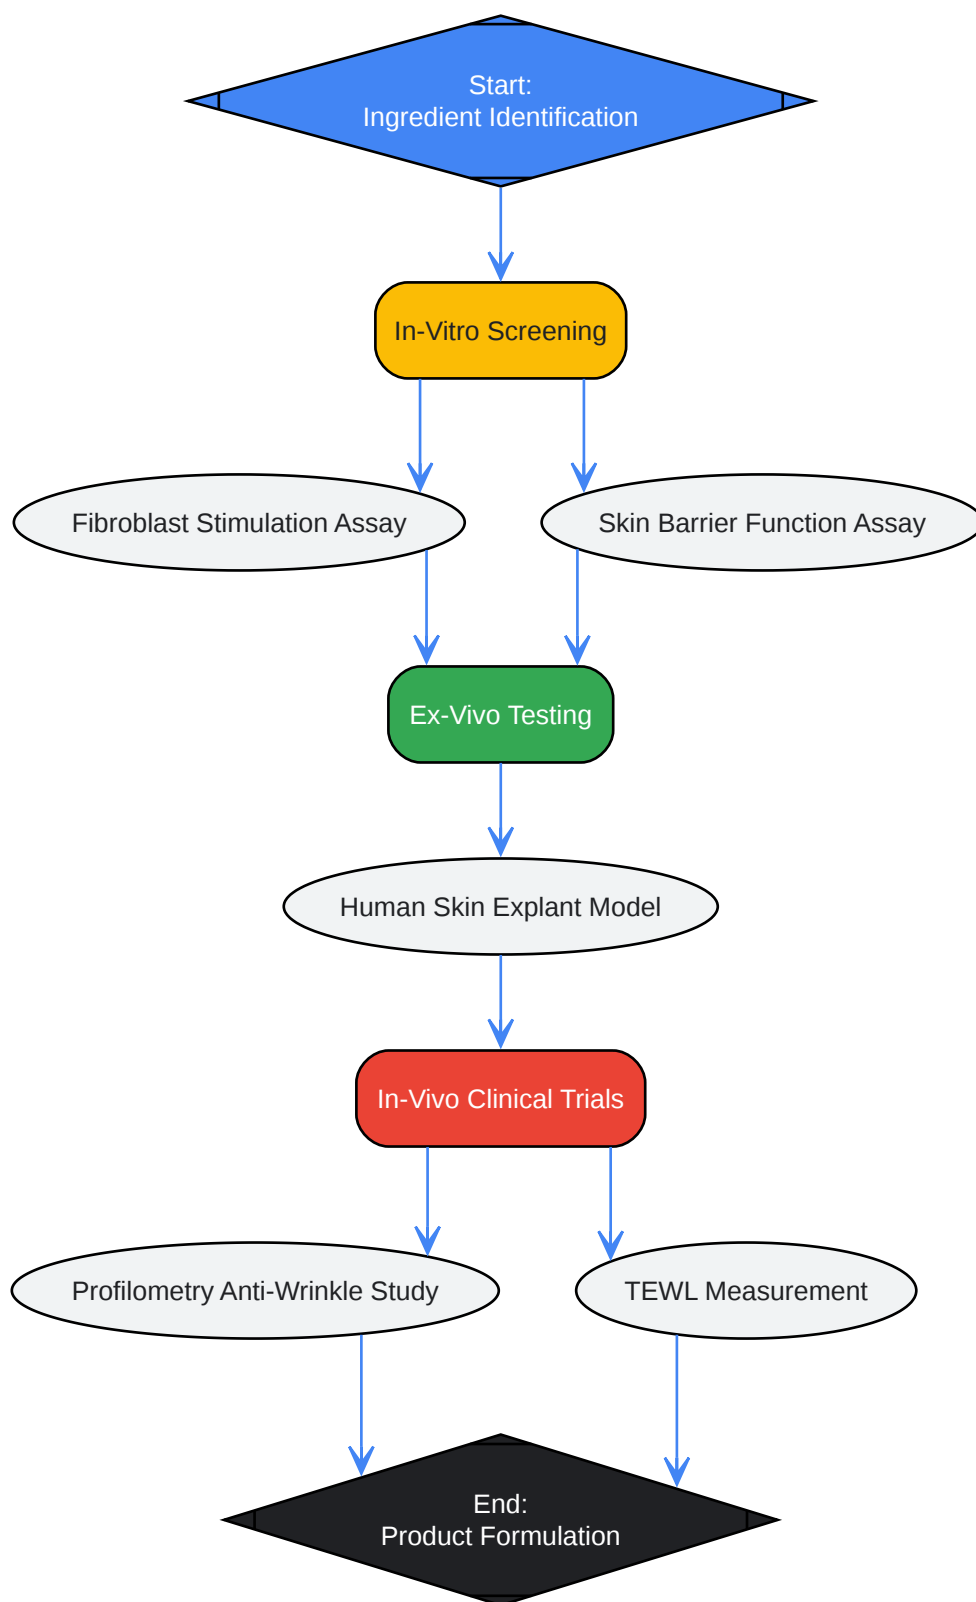 Start:
Ingredient Identification
In-Vitro Screening
Fibroblast Stimulation Assay
Skin Barrier Function Assay
Ex-Vivo Testing
Human Skin Explant Model
In-Vivo Clinical Trials
Profilometry Anti-Wrinkle Study
TEWL Measurement
End:
Product Formulation